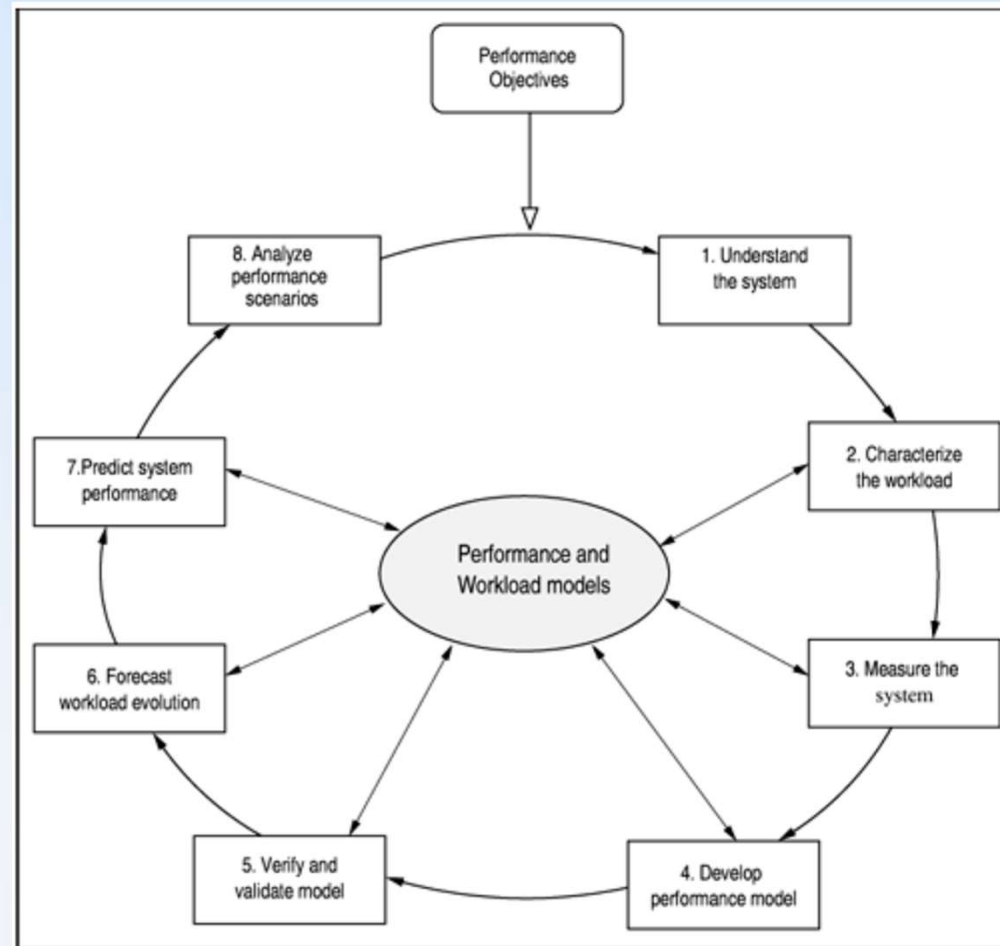 Performance
Objectives
8. Analyze
performance
scenarios
1. Understand
the system
7.Predict system
performance
2. Characterize
the workload
Performance and
Workload models
6. Forecast
workload evolution
3. Measure the
system
5. Verify and
validate model
4. Develop
performance model